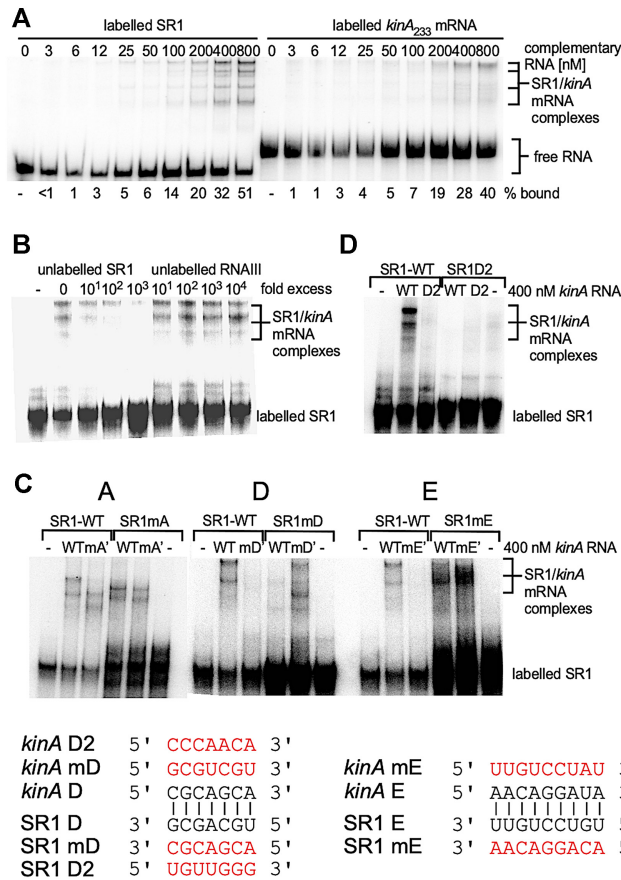 A
labelled SR1
labelled kinA233 mRNA
0 3 6 12 25 50 100 200 400 800
0 3 6 12 25 50 100 200 400 800
complementary
RNA [nM]
SR1/kinA
mRNA
complexes
free RNA
- <1 1 3 5 6 14 20 32 51
- 1 1 3 4 5 7 19 28 40
% bound
B
unlabelled SR1
unlabelled RNAIII
- 0 10¹ 10² 10³
10¹ 10² 10³ 10⁴
fold excess
SR1/kinA
mRNA
complexes
labelled SR1
D
SR1-WT SR1D2
- WT D2 WT D2 -
400 nM kinA RNA
SR1/kinA
mRNA
complexes
labelled SR1
C
A
D
E
SR1-WT SR1mA
SR1-WT SR1mD
SR1-WT SR1mE
- WT mA' WT mA' -
- WT mD' WT mD' -
- WT mE' WT mE' -
400 nM kinA RNA
SR1/kinA
mRNA
complexes
labelled SR1
kinA D2 5' CCCAACA 3'
kinA mD 5' GCGUCGU 3'
kinA D 5' CGCAGCA 3'
SR1 D 3' GCGACGU 5'
SR1 mD 3' CGCAGCA 5'
SR1 D2 5' UGUUGGG 3'
kinA mE 5' UUGUCCUAU
kinA E 5' AACAGGAUA
SR1 E 3' UUGUCCUGU
SR1 mE 3' AACAGGACA